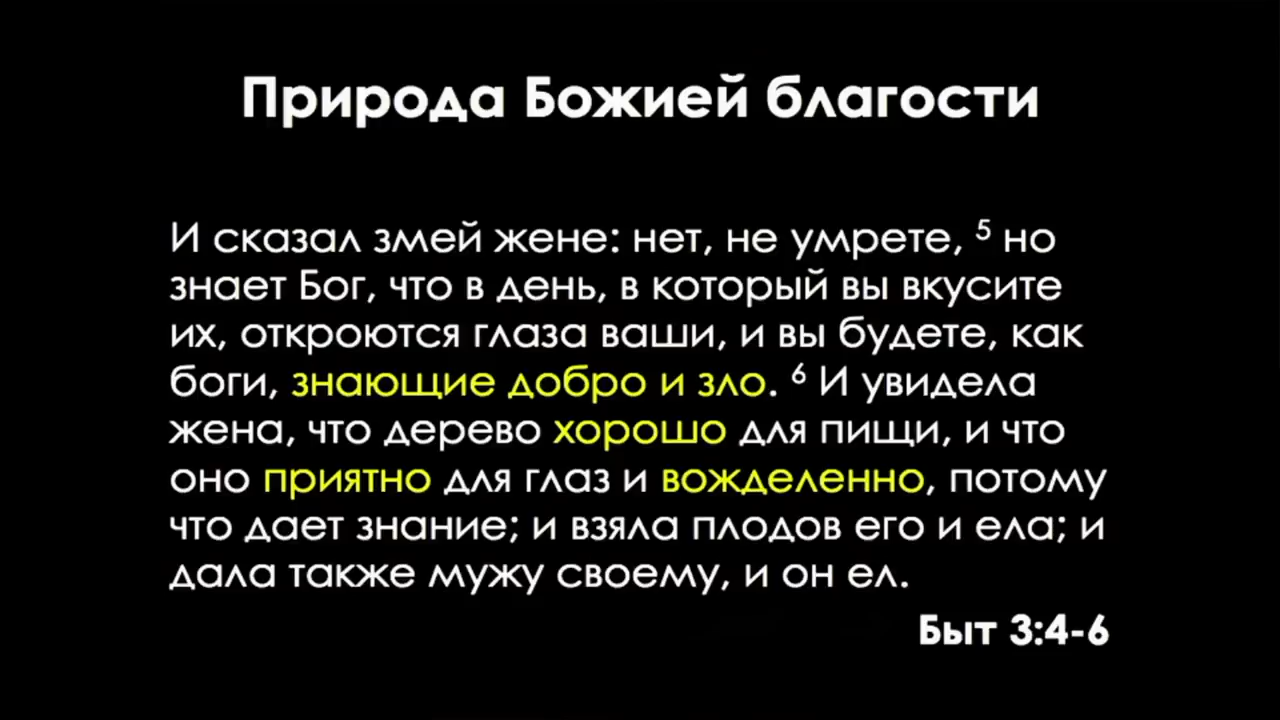 Природа Божией благости
И сказал змей жене: нет, не умрете, ⁵ но
знает Бог, что в день, в который вы вкусите
их, откроются глаза ваши, и вы будете, как
боги, знающие добро и зло. ⁶ И увидела
жена, что дерево хорошо для пищи, и что
оно приятно для глаз и вожделенно, потому
что дает знание; и взяла плодов его и ела; и
дала также мужу своему, и он ел.
Быт 3:4-6